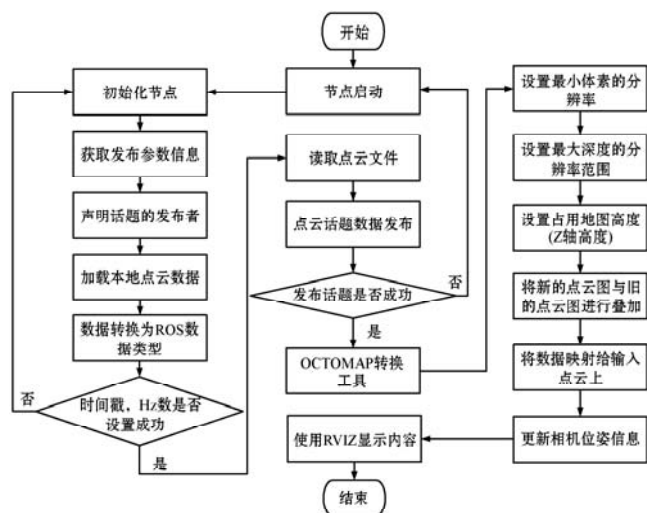 开始
节点启动
初始化节点
获取发布参数信息
声明话题的发布者
加载本地点云数据
数据转换为ROS数
据类型
时间戳，Hz数是否
设置成功
否
是
读取点云文件
点云话题数据发布
发布话题是否成功
否
是
OCTOMAP转换
工具
设置最小体素的分
辨率
设置最大深度的分
辨率范围
设置占用地图高度
(Z轴高度)
将新的点云图与旧
的点云图进行叠加
将数据映射给输入
点云上
更新相机位姿信息
使用RVIZ显示内容
结束